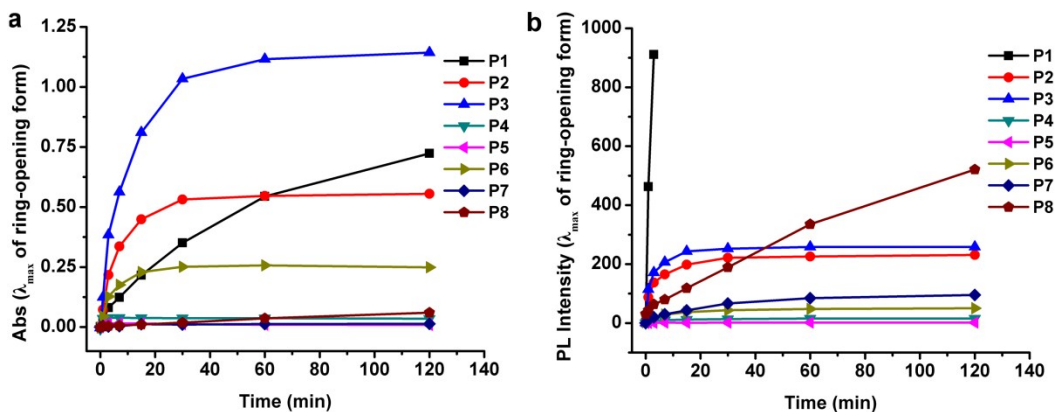 a
Abs (λmax of ring-opening form)
1.25
1.00
0.75
0.50
0.25
0.00
0 20 40 60 80 100 120 140
Time (min)
P1
P2
P3
P4
P5
P6
P7
P8
b
PL Intensity (λmax of ring-opening form)
1000
800
600
400
200
0
0 20 40 60 80 100 120 140
Time (min)
P1
P2
P3
P4
P5
P6
P7
P8